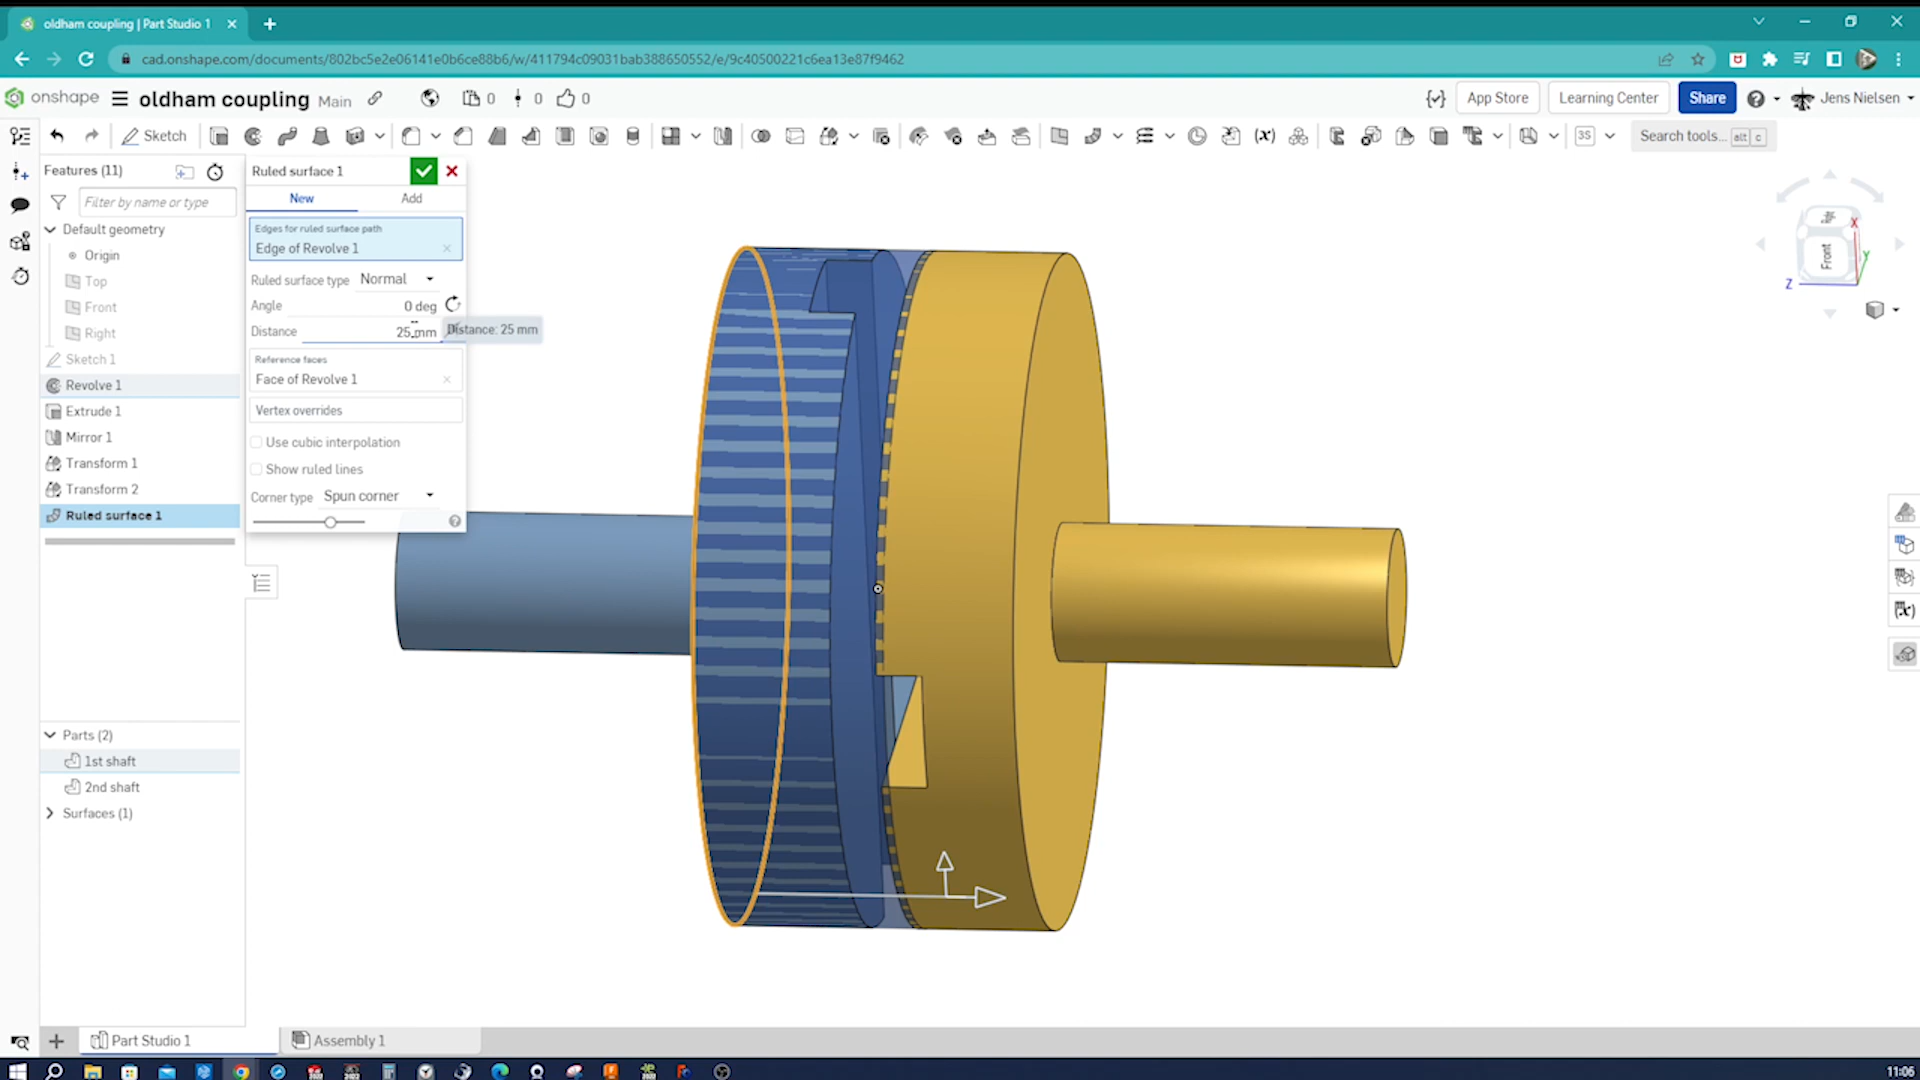 oldham coupling | Part Studio 1
cad.onshape.com/documents/802bc5e2e06141e0b6ce88b6/w/411794c09031bab388650552/e/9c40500221c6ea13e87f9462
onshape
oldham coupling Main
0 0 0
App Store
Learning Center
Share
Jens Nielsen
Sketch
(x)
3S
Search tools... alt c
Features (11)
Filter by name or type
Default geometry
Origin
Top
Front
Right
Sketch 1
Revolve 1
Extrude 1
Mirror 1
Transform 1
Transform 2
Ruled surface 1
Ruled surface 1
New Add
Edges for ruled surface path
Edge of Revolve 1
Ruled surface type Normal
Angle 0 deg
Distance 25 mm
Distance: 25 mm
Reference faces
Face of Revolve 1
Vertex overrides
Use cubic interpolation
Show ruled lines
Corner type Spun corner
Front
X
Y
Z
(x)
Parts (2)
1st shaft
2nd shaft
Surfaces (1)
Part Studio 1
Assembly 1
11:06